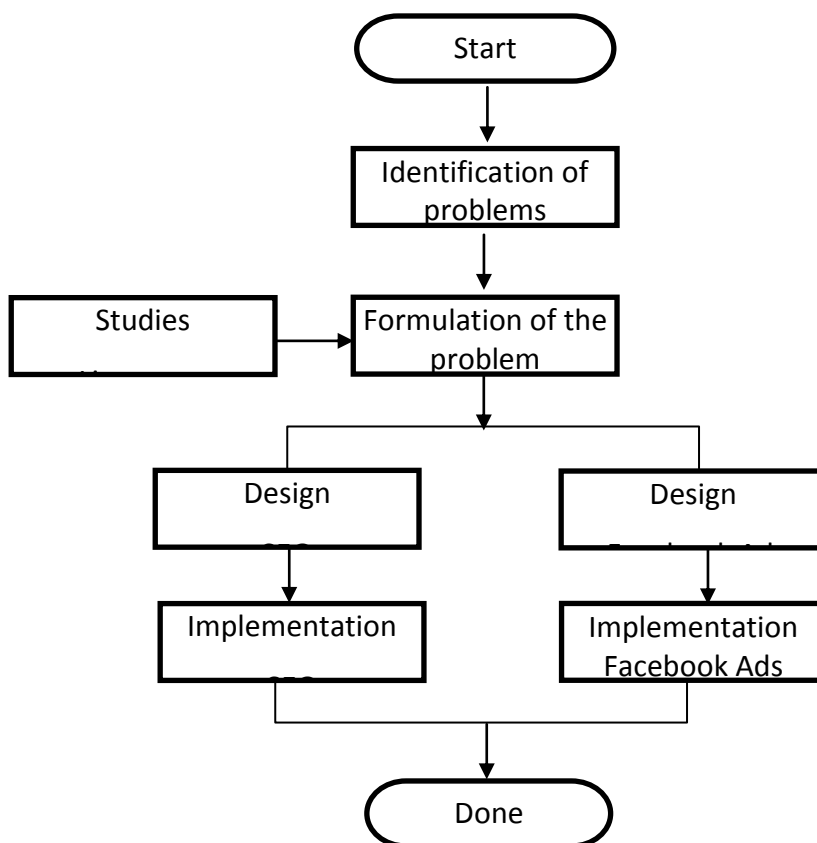 Start
Identification of
problems
Studies
Formulation of the
problem
Design
Design
Implementation
Implementation
Facebook Ads
Done